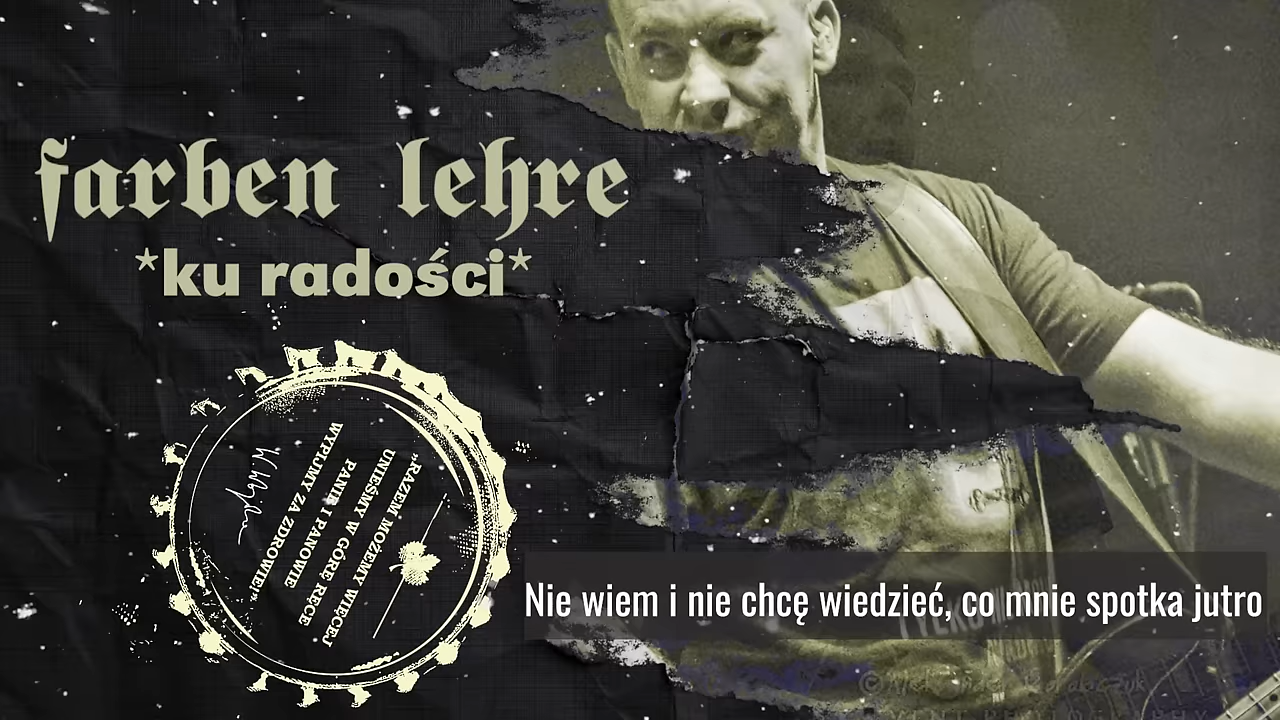 farben lehre
*ku radości*
„RAZEM MOŻEMY WIĘCEJ
UNIEŚMY W GÓRĘ RĘCE
PANIE I PANOWIE
WYPIJMY ZA ZDROWIE!”
Nie wiem i nie chcę wiedzieć, co mnie spotka jutro
TYLKO